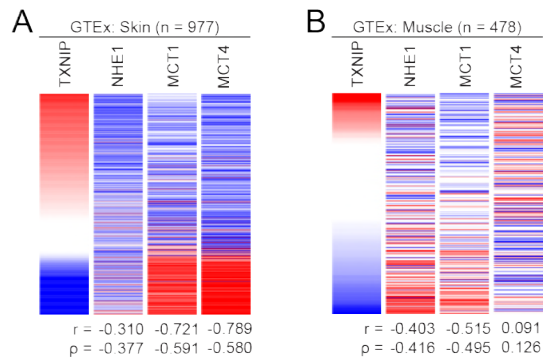 A
GTEx: Skin (n = 977)
TXNIP NHE1 MCT1 MCT4
r = -0.310 -0.721 -0.789
ρ = -0.377 -0.591 -0.580
B
GTEx: Muscle (n = 478)
TXNIP NHE1 MCT1 MCT4
r = -0.403 -0.515 0.091
ρ = -0.416 -0.495 0.126